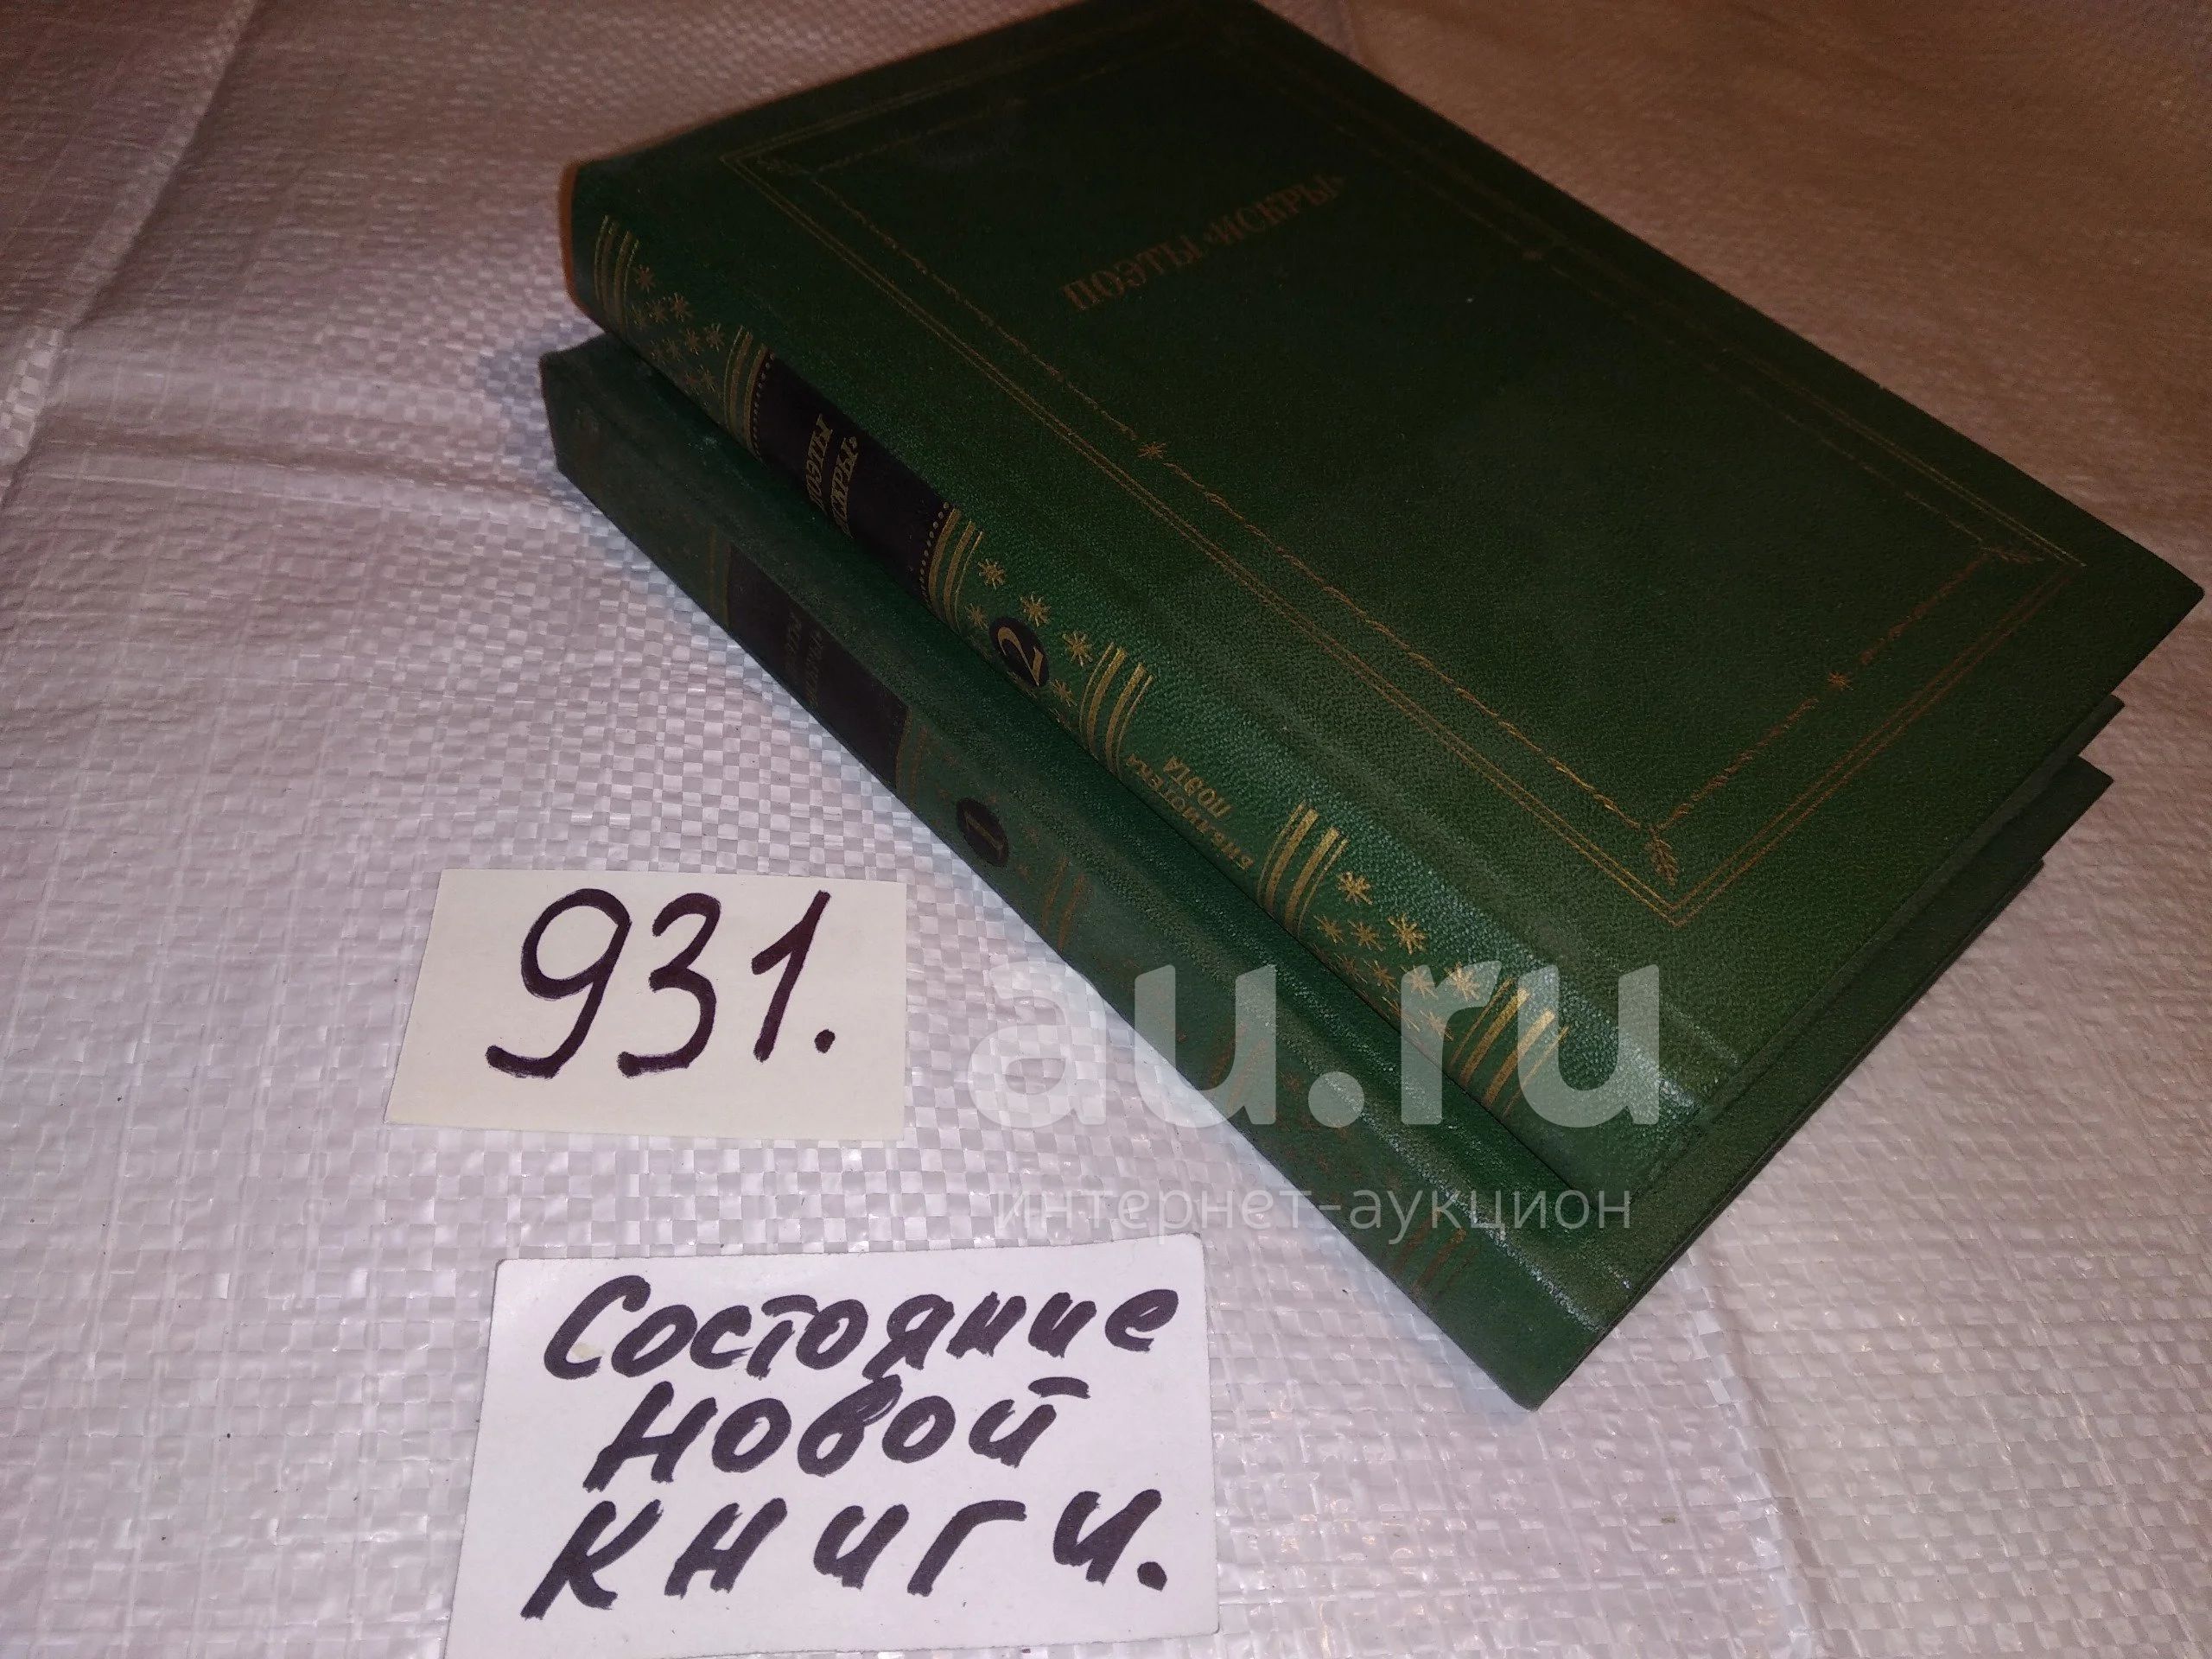 ПОЭТЫ «ИСКРЫ»
ПОЭТЫ
«ИСКРЫ»
2
БИБЛИОТЕКА
ПОЭТА
1
931.
au.ru
интернет-аукцион
Состояние
новой
книги.